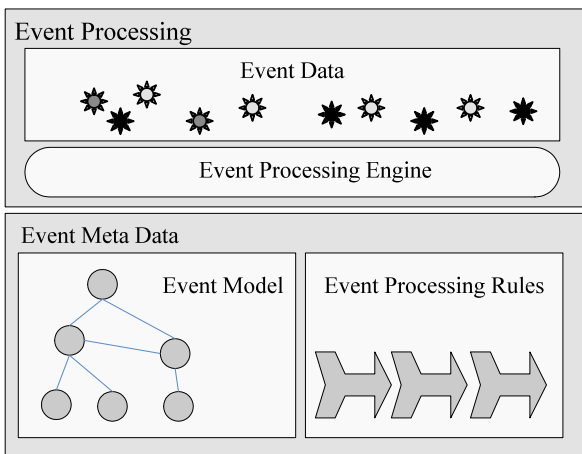 Event Processing
Event Data
Event Processing Engine
Event Meta Data
Event Model
Event Processing Rules